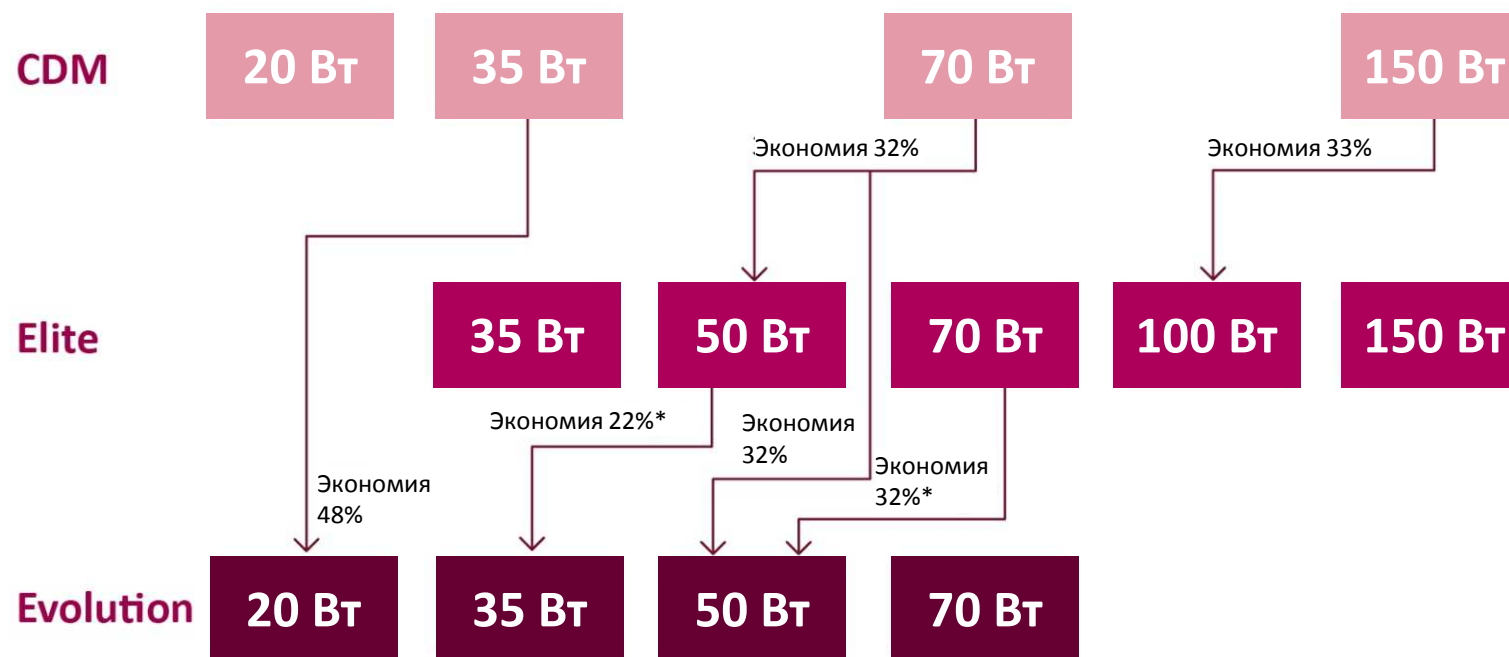 CDM
20 Вт
35 Вт
70 Вт
150 Вт
Экономия 32%
Экономия 33%
Elite
35 Вт
50 Вт
70 Вт
100 Вт
150 Вт
Экономия 22%*
Экономия
32%
Экономия
32%*
Экономия
48%
Evolution
20 Вт
35 Вт
50 Вт
70 Вт